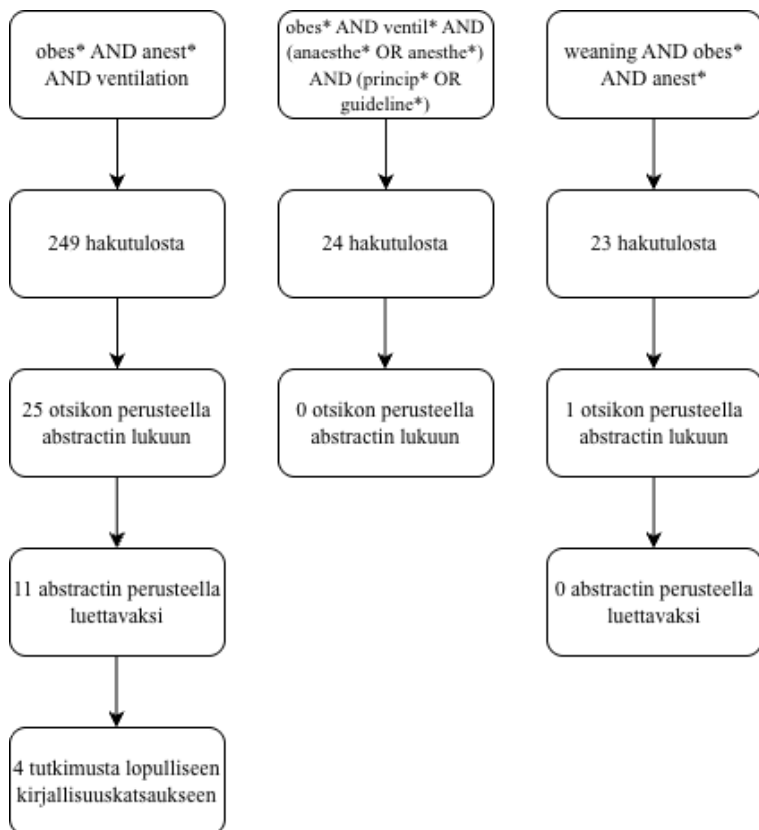 obes* AND anest*
AND ventilation
249 hakutulosta
25 otsikon perusteella
abstractin lukuun
11 abstractin perusteella
luettavaksi
4 tutkimusta lopulliseen
kirjallisuuskatsaukseen
obes* AND ventil* AND
(anaesthe* OR anesthe*)
AND (princip* OR
guideline*)
24 hakutulosta
0 otsikon perusteella
abstractin lukuun
weaning AND obes*
AND anest*
23 hakutulosta
1 otsikon perusteella
abstractin lukuun
0 abstractin perusteella
luettavaksi